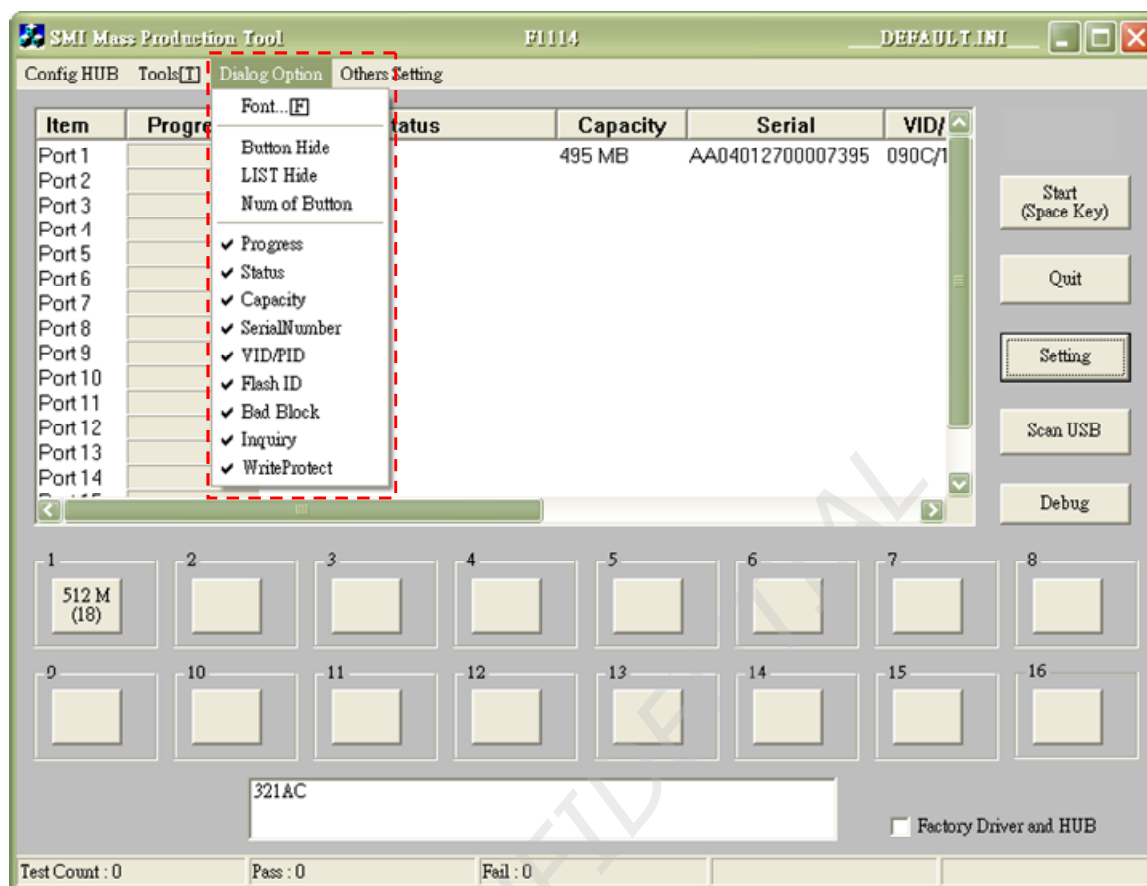 SMI Mass Production Tool F1114 __DEFAULT.INI__
Config HUB Tools[T] Dialog Option Others Setting
Font...[F]
Button Hide
LIST Hide
Num of Button
Progress
Status
Capacity
SerialNumber
VID/PID
Flash ID
Bad Block
Inquiry
WriteProtect
Item Progre tatus Capacity Serial VID/
Port 1 495 MB AA04012700007395 090C/1
Port 2
Port 3
Port 4
Port 5
Port 6
Port 7
Port 8
Port 9
Port 10
Port 11
Port 12
Port 13
Port 14
Start
(Space Key)
Quit
Setting
Scan USB
Debug
1 2 3 4 5 6 7 8
512 M
(18)
9 10 11 12 13 14 15 16
321AC
Factory Driver and HUB
Test Count : 0 Pass : 0 Fail : 0